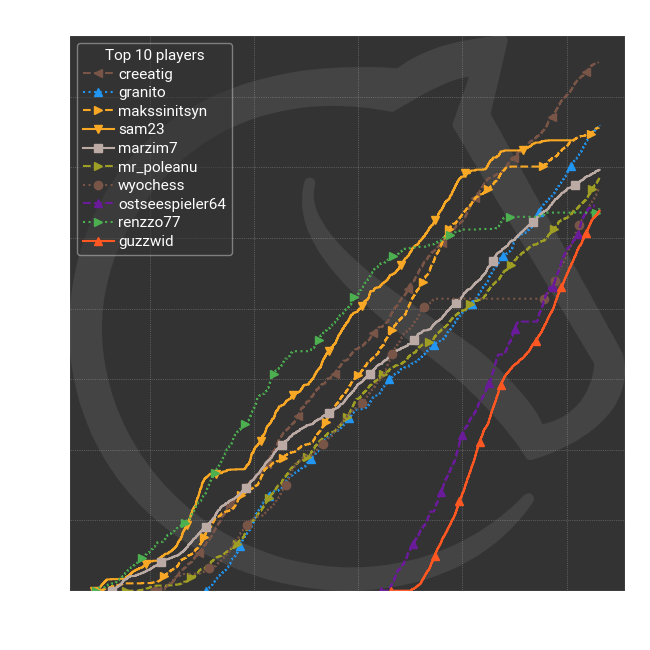 Top 10 players
creeatig
granito
makssinitsyn
sam23
marzim7
mr_poleanu
wyochess
ostseespieler64
renzzo77
guzzwid